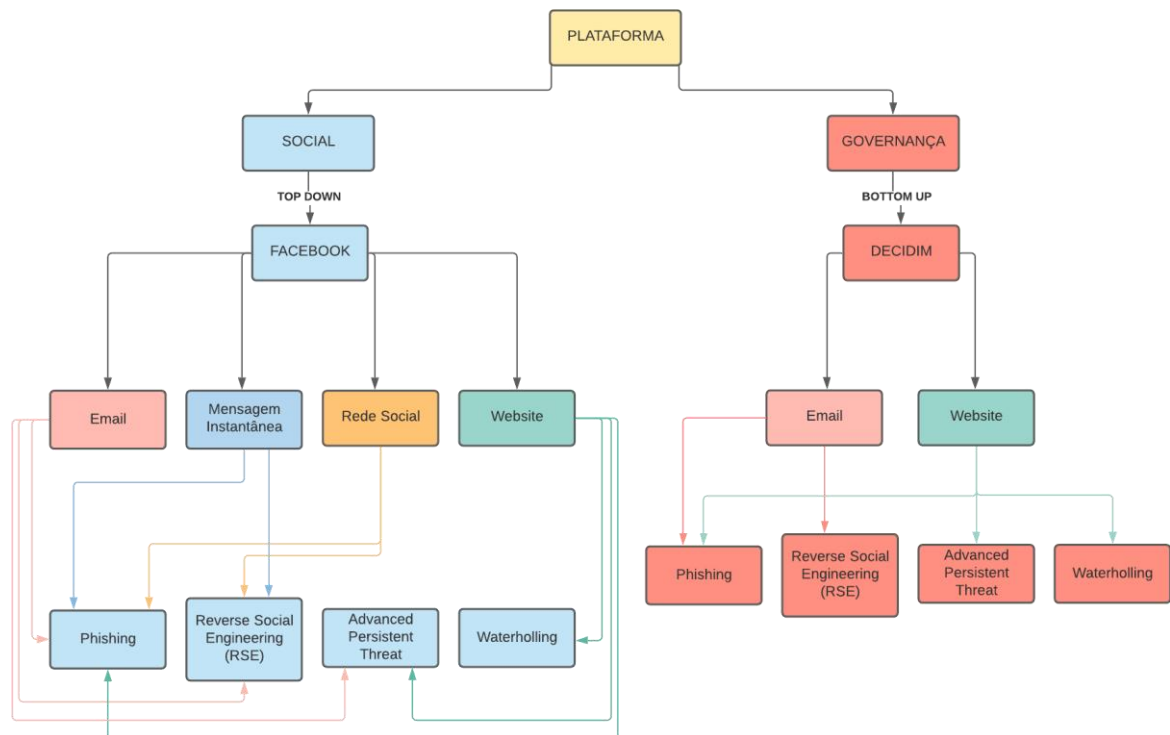 PLATAFORMA
SOCIAL
GOVERNANÇA
TOP DOWN
BOTTOM UP
FACEBOOK
DECIDIM
Email
Mensagem
Instantânea
Rede Social
Website
Email
Website
Phishing
Reverse Social
Engineering
(RSE)
Advanced
Persistent
Threat
Waterholling
Phishing
Reverse Social
Engineering
(RSE)
Advanced
Persistent
Threat
Waterholling